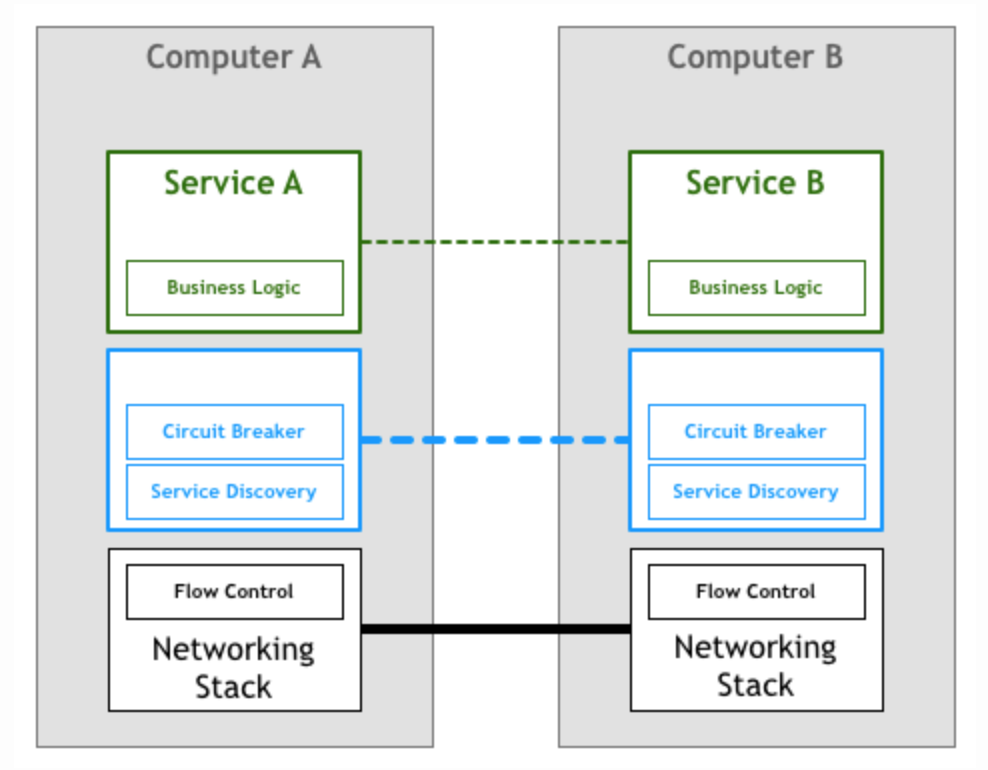 Computer A
Service A
Business Logic
Circuit Breaker
Service Discovery
Flow Control
Networking
Stack
Computer B
Service B
Business Logic
Circuit Breaker
Service Discovery
Flow Control
Networking
Stack